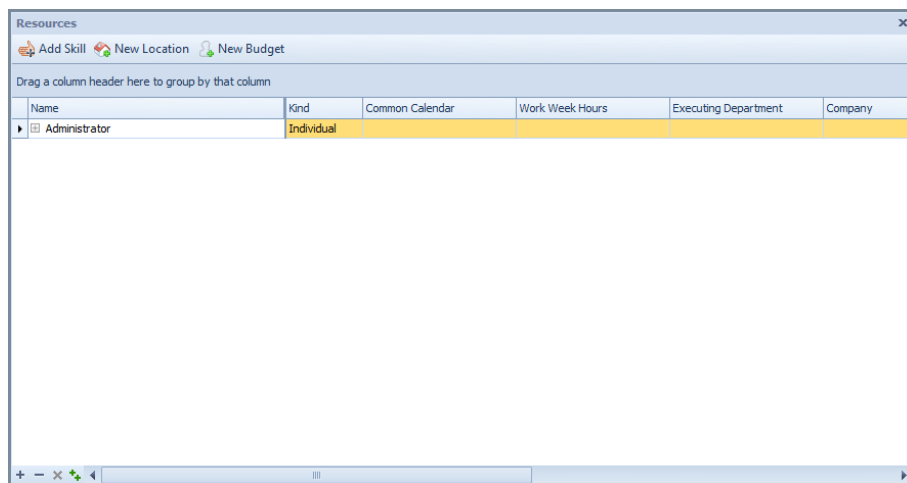 Resources
Add Skill New Location New Budget
Drag a column header here to group by that column
Name Kind Common Calendar Work Week Hours Executing Department Company
Administrator Individual